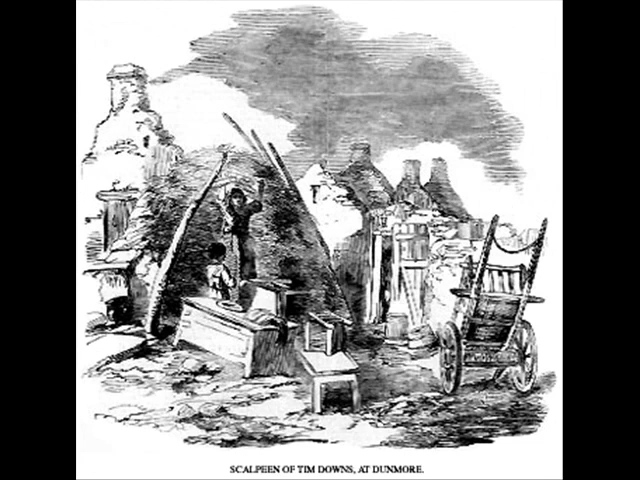 SCALPEEN OF TIM DOWNS, AT DUNMORE.